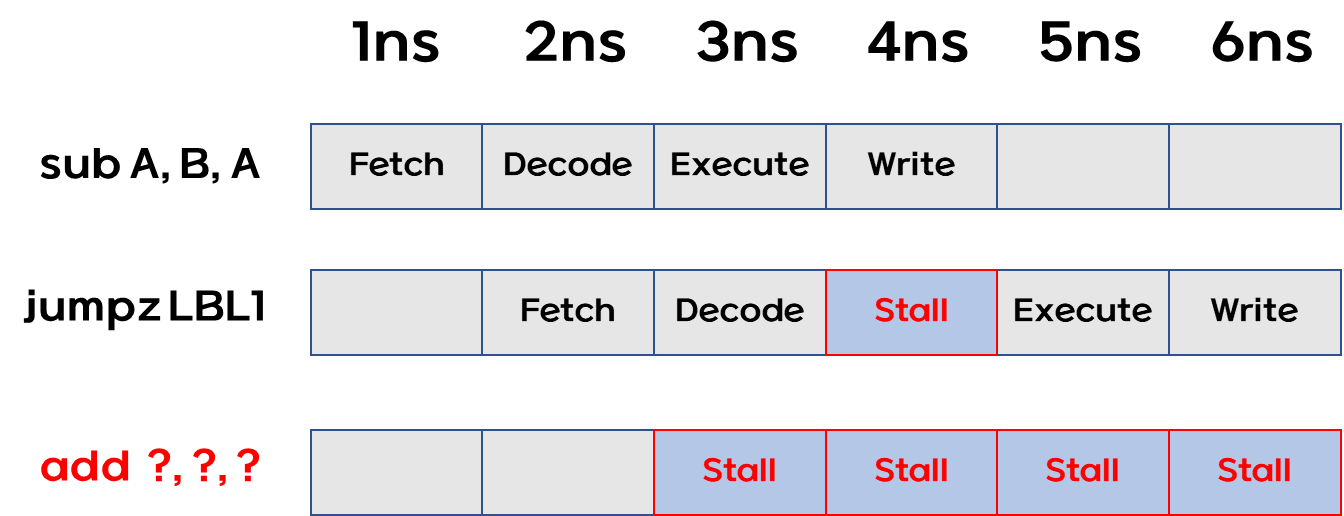 1ns 2ns 3ns 4ns 5ns 6ns
sub A, B, A Fetch Decode Execute Write
jumpz LBL1 Fetch Decode Stall Execute Write
add ?, ?, ? Stall Stall Stall Stall